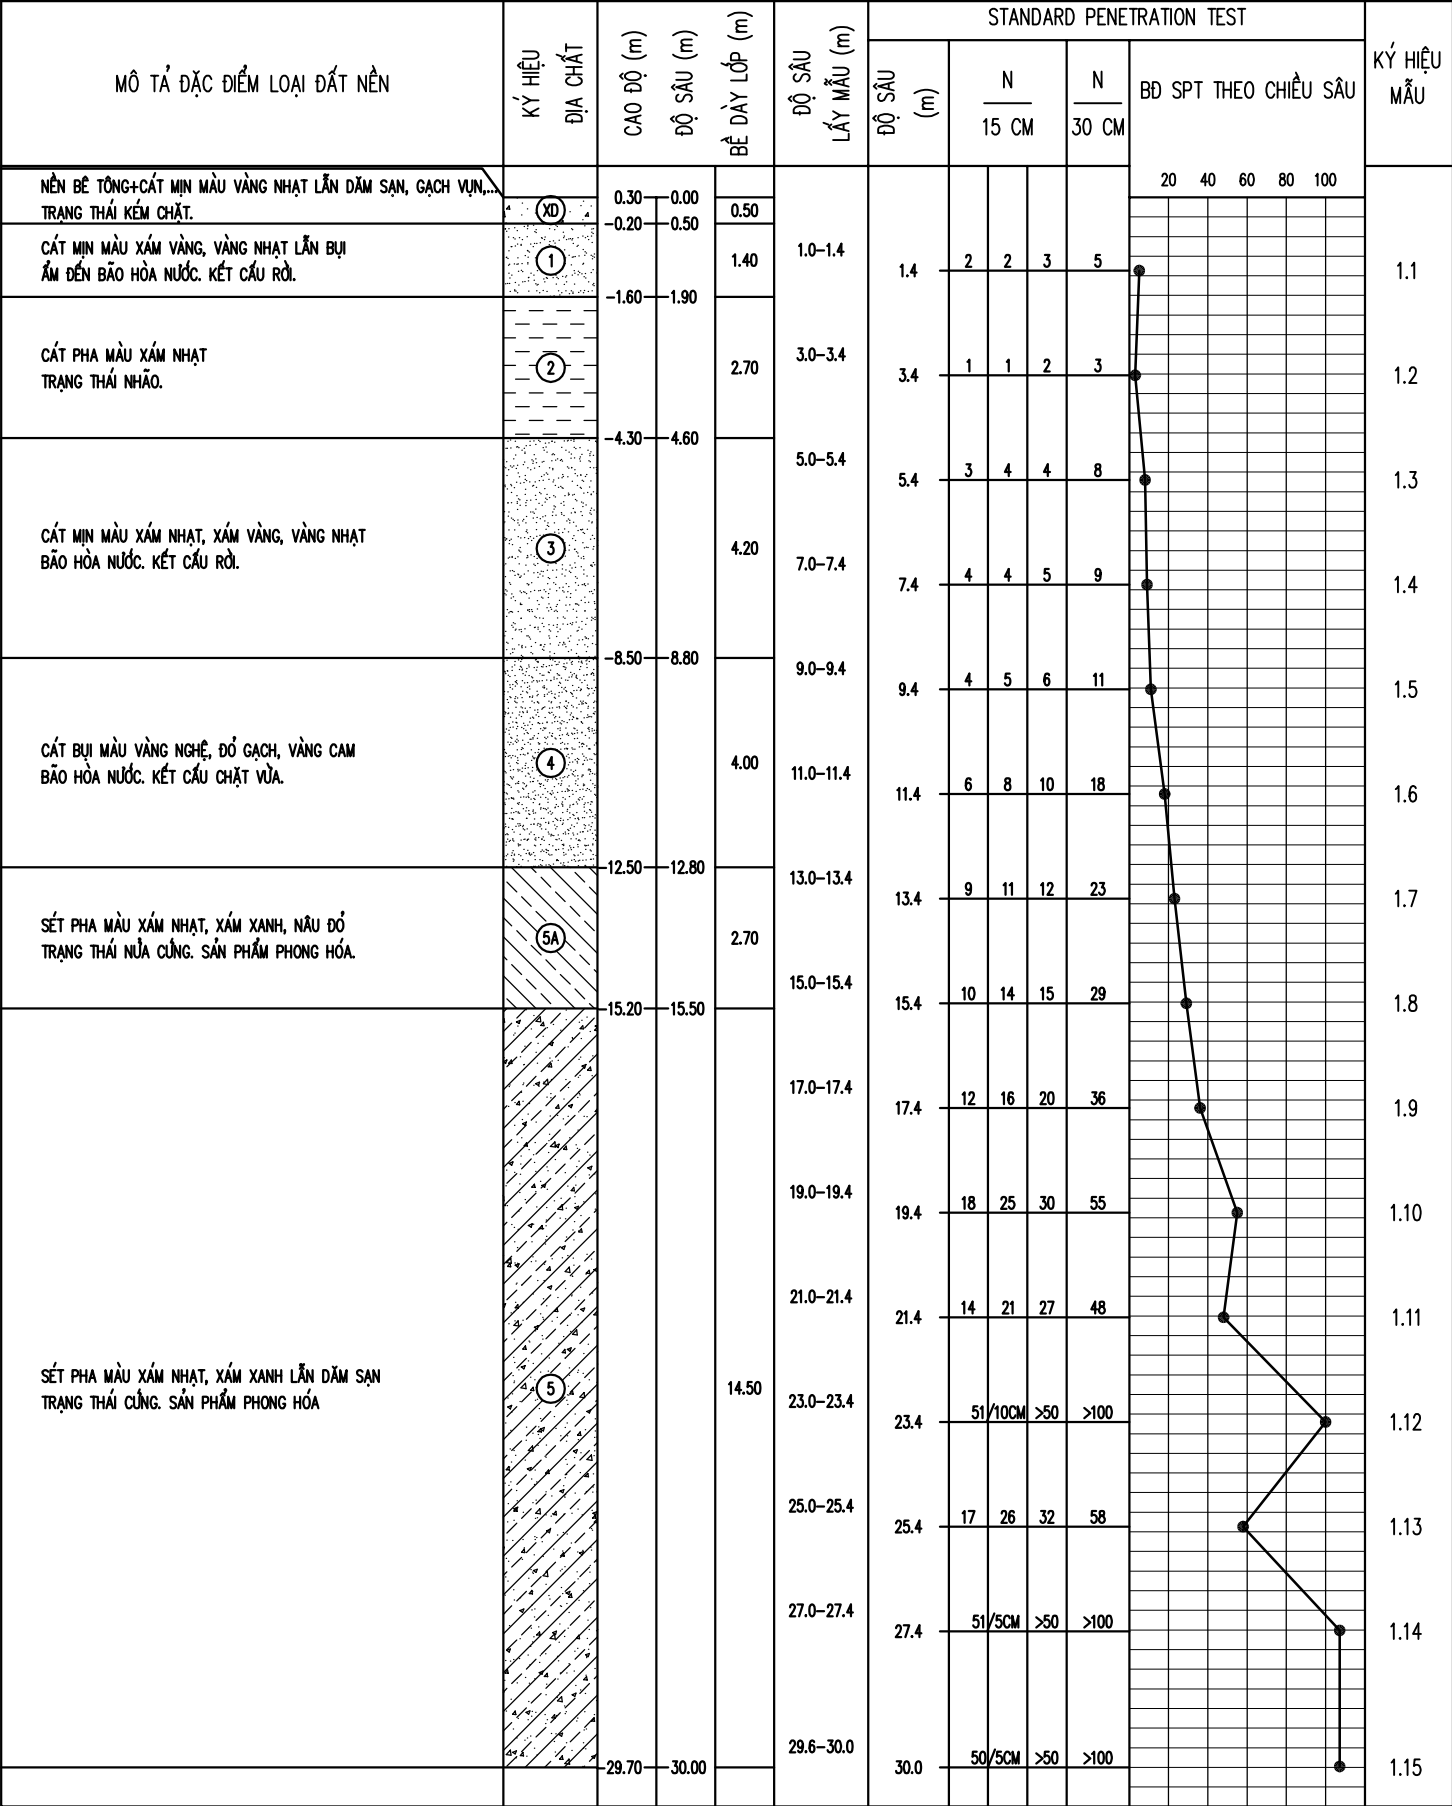 MÔ TẢ ĐẶC ĐIỂM LOẠI ĐẤT NỀN
KÝ HIỆU
ĐỊA CHẤT
CAO ĐỘ (m)
ĐỘ SÂU (m)
BỀ DÀY LỚP (m)
ĐỘ SÂU
LẤY MẪU (m)
STANDARD PENETRATION TEST
ĐỘ SÂU
(m)
N
15 CM
N
30 CM
BĐ SPT THEO CHIỀU SÂU
KÝ HIỆU
MẪU
20 40 60 80 100
NỀN BÊ TÔNG+CÁT MỊN MÀU VÀNG NHẠT LẪN DĂM SẠN, GẠCH VỤN,...
TRẠNG THÁI KÉM CHẶT.
XD
0.30 0.00
0.50
-0.20 0.50
CÁT MỊN MÀU XÁM VÀNG, VÀNG NHẠT LẪN BỤI
ẨM ĐẾN BÃO HÒA NƯỚC. KẾT CẤU RỜI.
1
1.40
1.0-1.4
1.4 2 2 3 5 1.1
-1.60 1.90
CÁT PHA MÀU XÁM NHẠT
TRẠNG THÁI NHÃO.
2
2.70
3.0-3.4
3.4 1 1 2 3 1.2
-4.30 4.60
5.0-5.4
5.4 3 4 4 8 1.3
CÁT MỊN MÀU XÁM NHẠT, XÁM VÀNG, VÀNG NHẠT
BÃO HÒA NƯỚC. KẾT CẤU RỜI.
3
4.20
7.0-7.4
7.4 4 4 5 9 1.4
-8.50 8.80
9.0-9.4
9.4 4 5 6 11 1.5
CÁT BỤI MÀU VÀNG NGHỆ, ĐỎ GẠCH, VÀNG CAM
BÃO HÒA NƯỚC. KẾT CẤU CHẶT VỪA.
4
4.00
11.0-11.4
11.4 6 8 10 18 1.6
-12.50 12.80
13.0-13.4
13.4 9 11 12 23 1.7
SÉT PHA MÀU XÁM NHẠT, XÁM XANH, NÂU ĐỎ
TRẠNG THÁI NỬA CỨNG. SẢN PHẨM PHONG HÓA.
5A
2.70
15.0-15.4
15.4 10 14 15 29 1.8
-15.20 15.50
17.0-17.4
17.4 12 16 20 36 1.9
19.0-19.4
19.4 18 25 30 55 1.10
21.0-21.4
21.4 14 21 27 48 1.11
SÉT PHA MÀU XÁM NHẠT, XÁM XANH LẪN DĂM SẠN
TRẠNG THÁI CỨNG. SẢN PHẨM PHONG HÓA
5
14.50
23.0-23.4
23.4 51/10CM >50 >100 1.12
25.0-25.4
25.4 17 26 32 58 1.13
27.0-27.4
27.4 51/5CM >50 >100 1.14
29.6-30.0
-29.70 30.00 30.0 50/5CM >50 >100 1.15